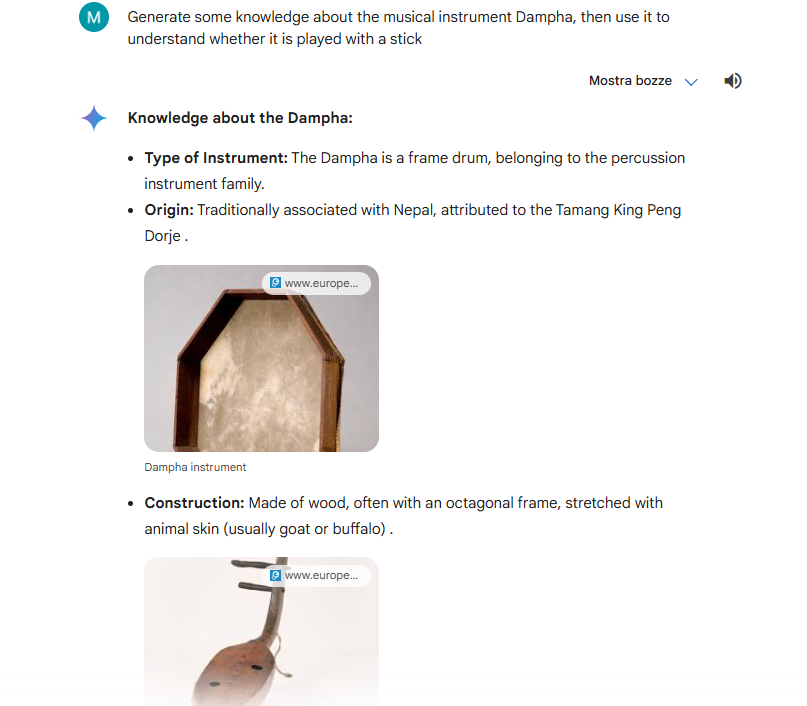 M
Generate some knowledge about the musical instrument Dampha, then use it to
understand whether it is played with a stick
Mostra bozze
Knowledge about the Dampha:
• Type of Instrument: The Dampha is a frame drum, belonging to the percussion
instrument family.
• Origin: Traditionally associated with Nepal, attributed to the Tamang King Peng
Dorje .
www.europe...
Dampha instrument
• Construction: Made of wood, often with an octagonal frame, stretched with
animal skin (usually goat or buffalo) .
www.europe...